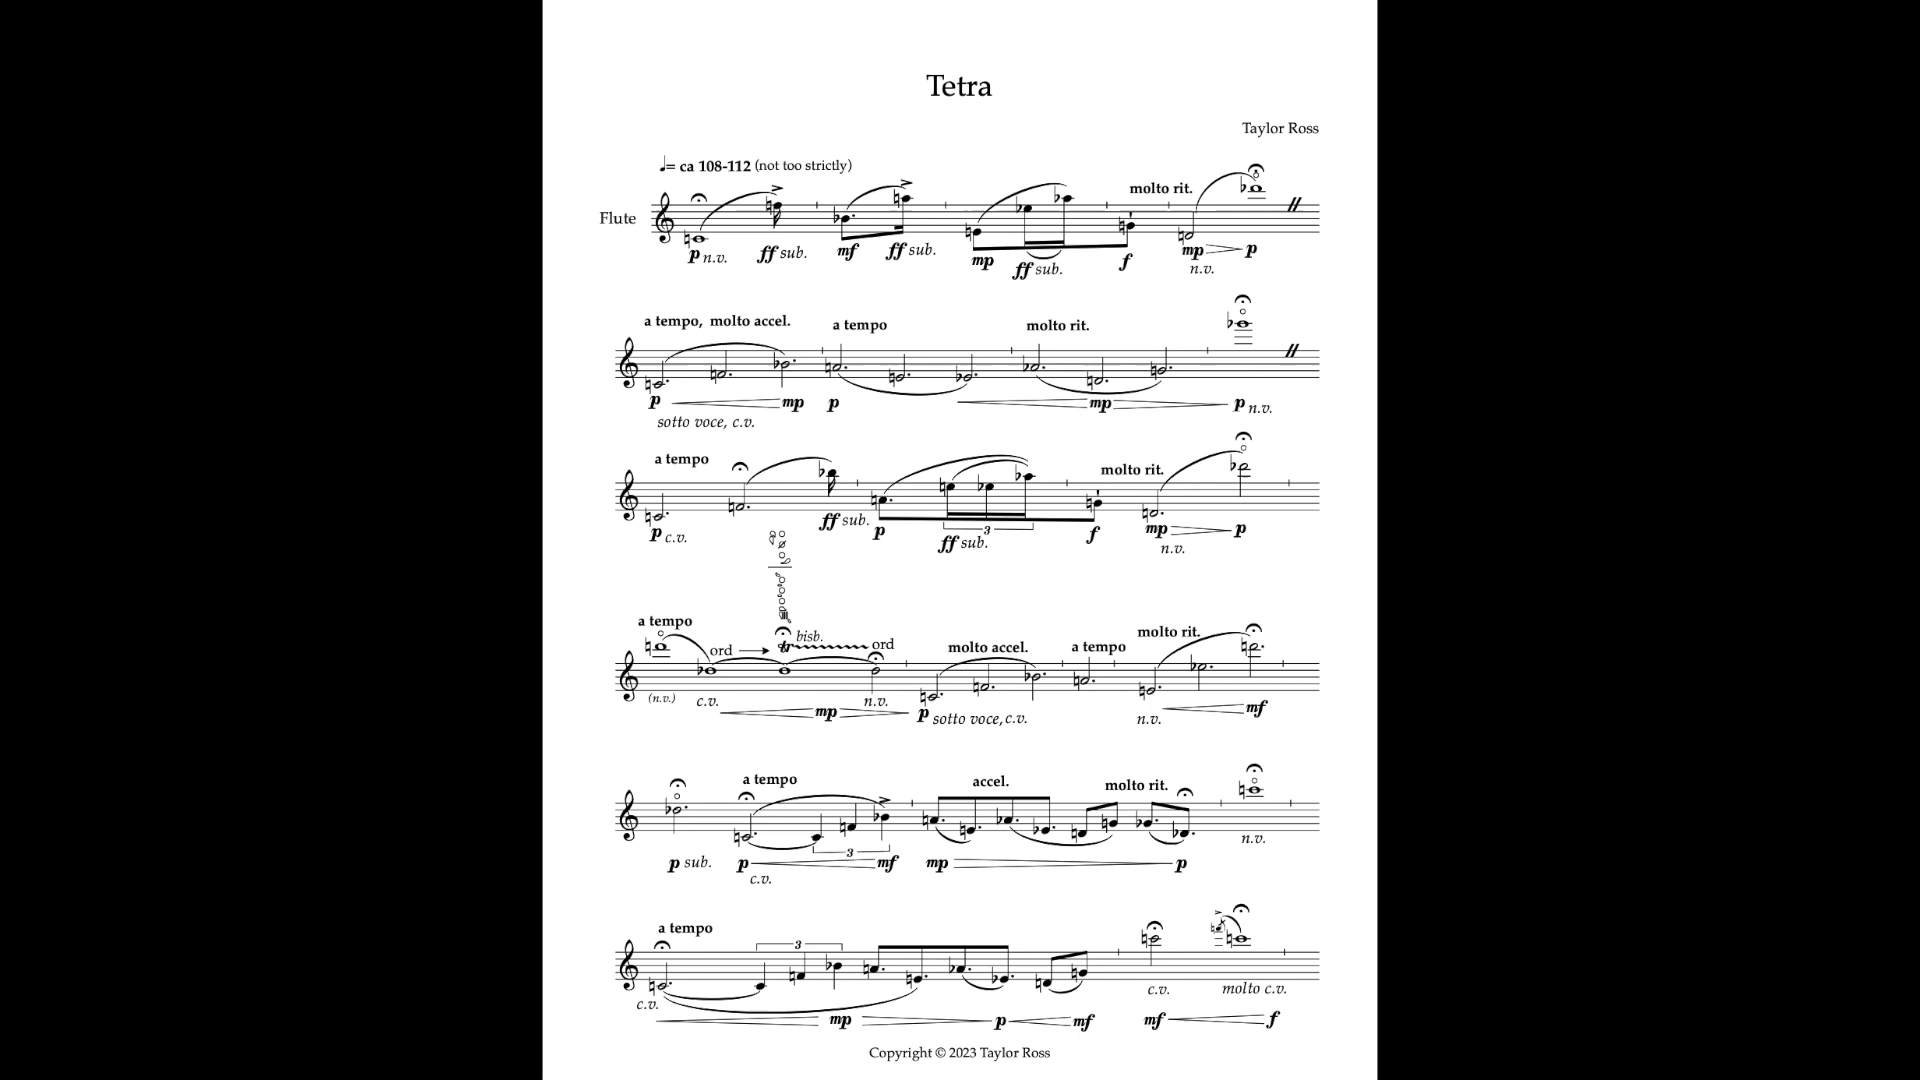 Tetra
Taylor Ross
♩= ca 108-112 (not too strictly)
molto rit.
Flute
p n.v. ff sub. mf ff sub. mp ff sub. f mp p
n.v.
a tempo, molto accel. a tempo molto rit.
p mp p mp p n.v.
sotto voce, c.v.
a tempo molto rit.
p c.v. ff sub. p 3 ff sub. f mp p
n.v.
a tempo ord bisb. ord molto accel. a tempo molto rit.
tr
(n.v.) c.v. mp n.v. p sotto voce, c.v. n.v. mf
a tempo accel. molto rit.
3
p sub. p mf mp p n.v.
c.v.
a tempo
3
c.v. c.v. molto c.v.
mp p mf mf f
Copyright © 2023 Taylor Ross